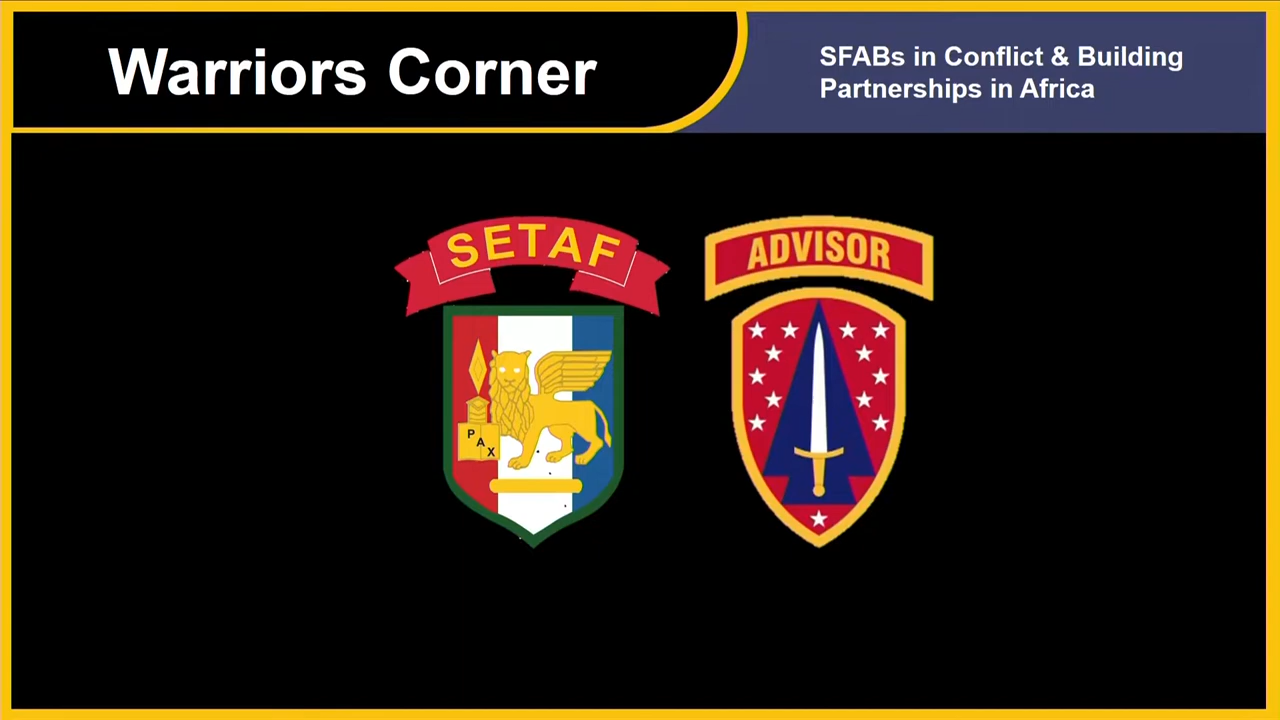 Warriors Corner
SFABs in Conflict & Building
Partnerships in Africa
SETAF
ADVISOR
P
A
X